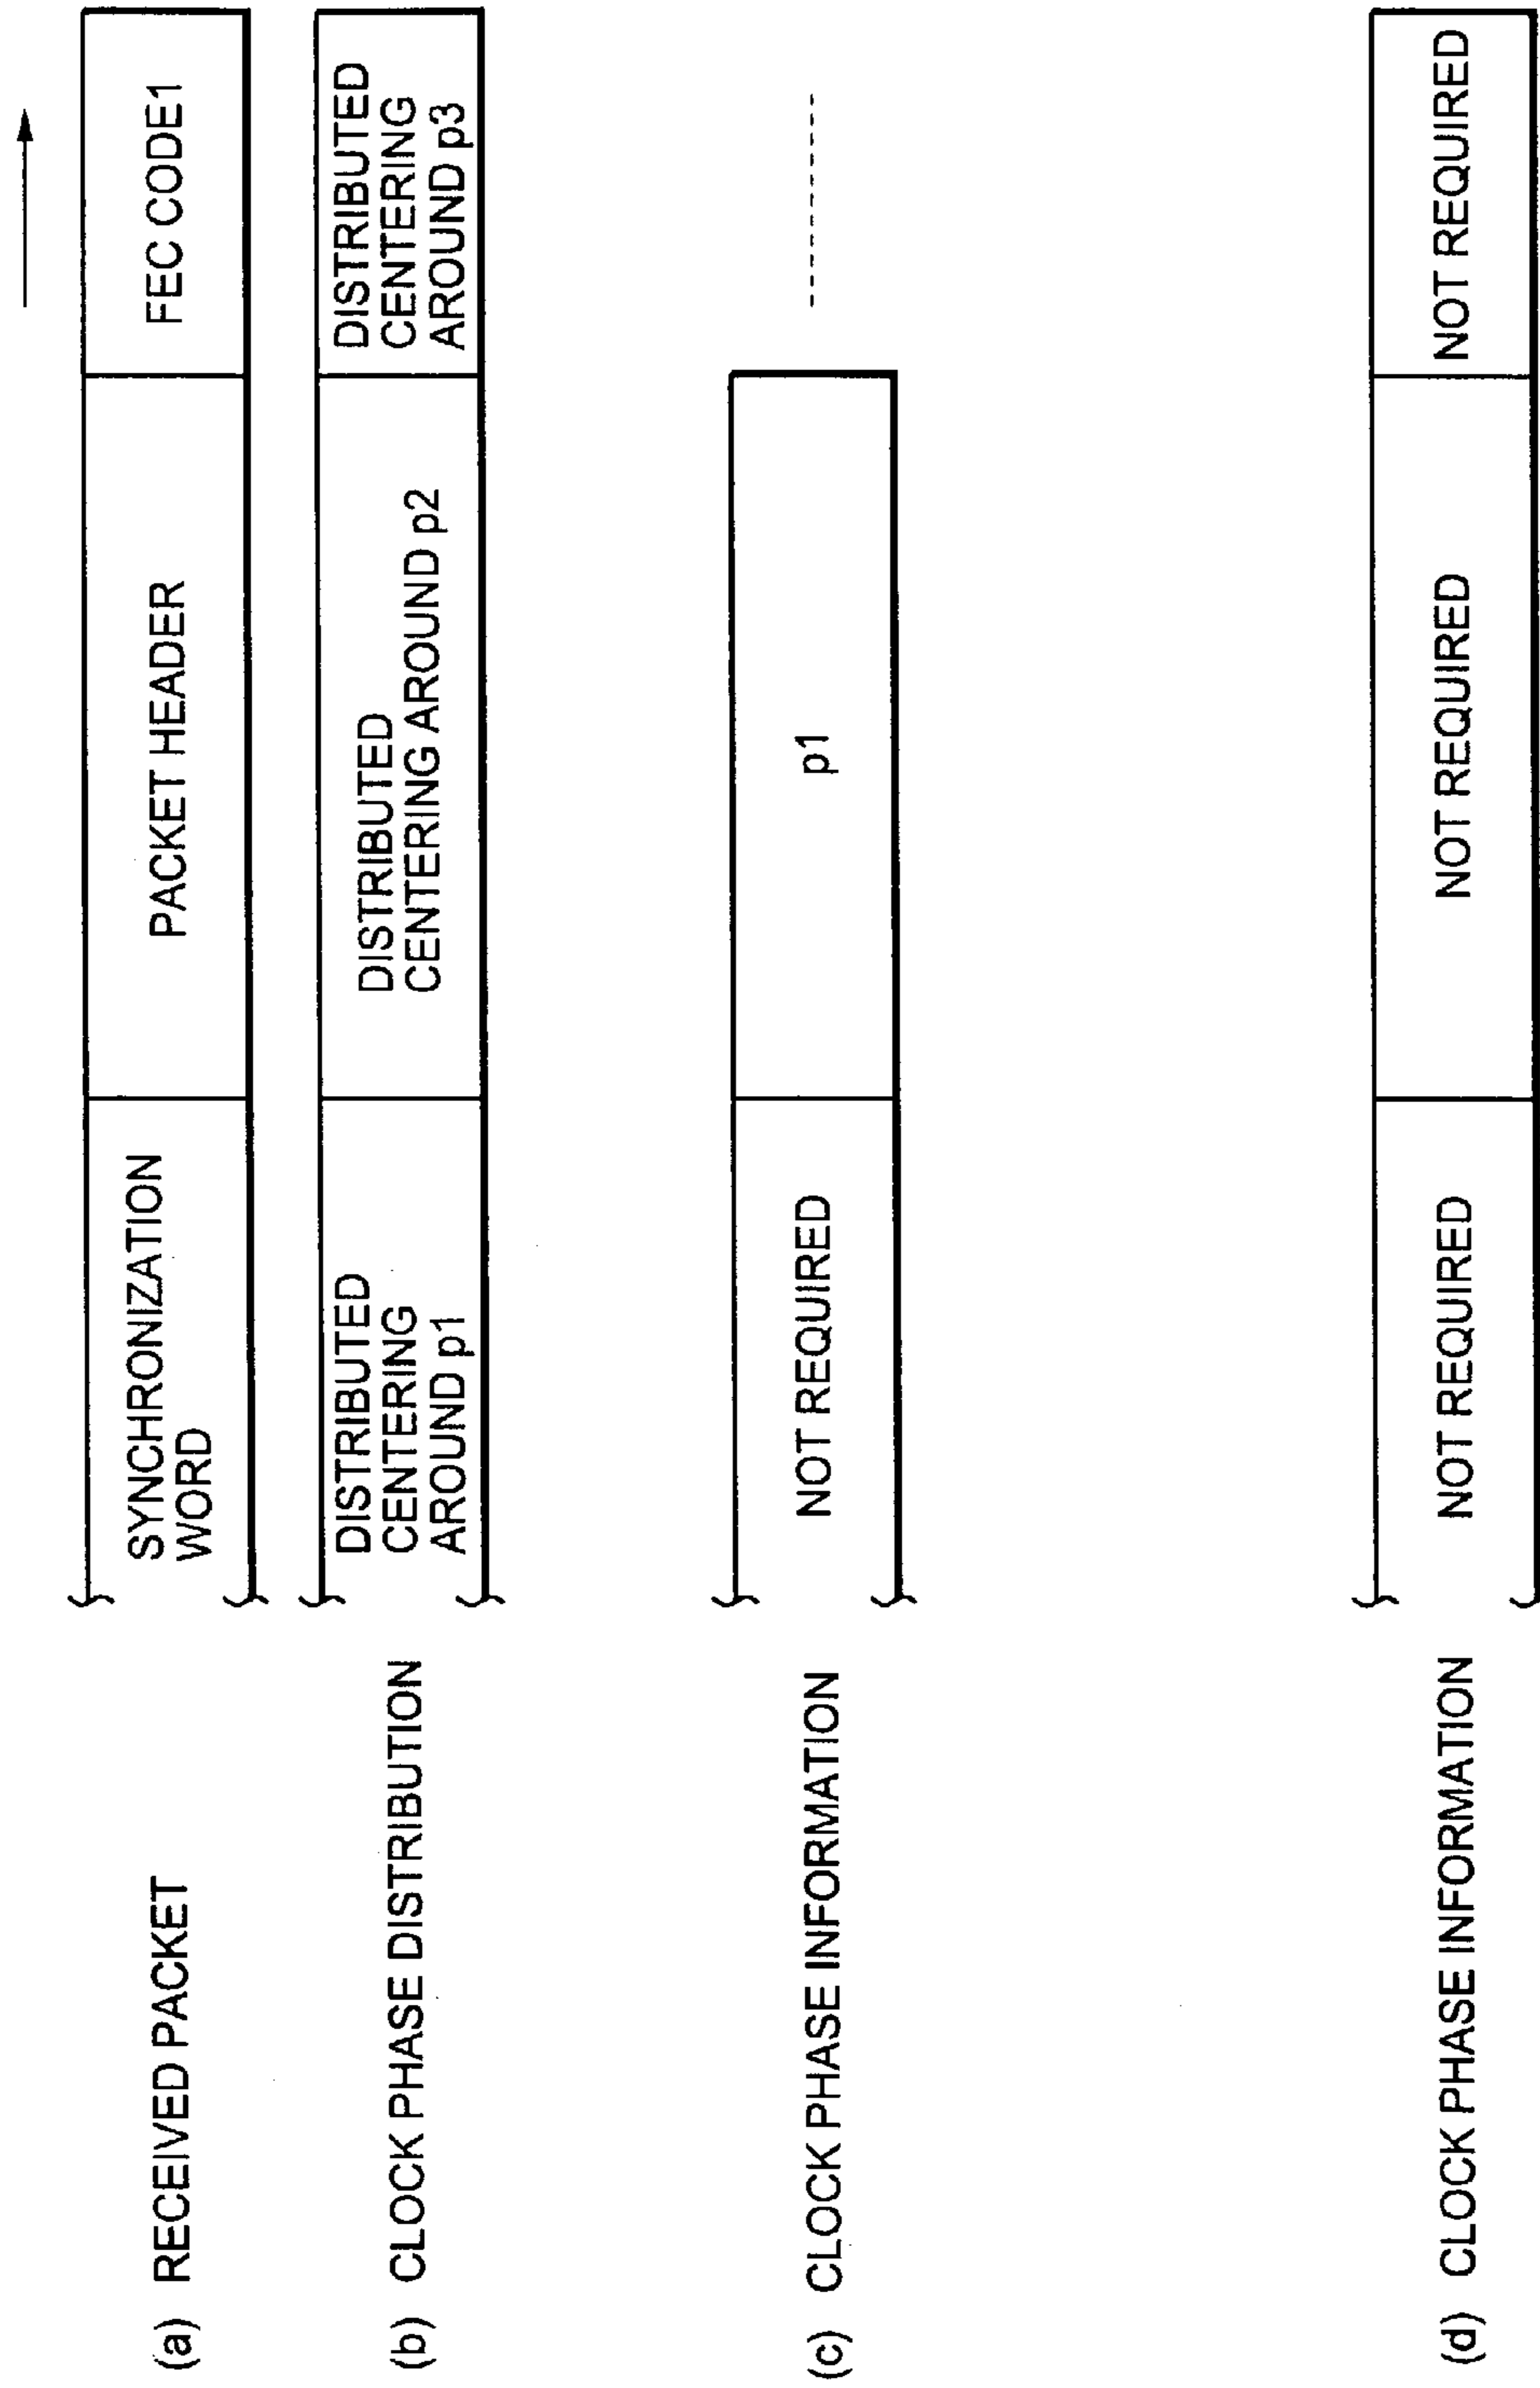 (a) RECEIVED PACKET
SYNCHRONIZATION
WORD
PACKET HEADER
FEC CODE1
(b) CLOCK PHASE DISTRIBUTION
DISTRIBUTED
CENTERING
AROUND p1
DISTRIBUTED
CENTERING AROUND p2
DISTRIBUTED
CENTERING
AROUND p3
(c) CLOCK PHASE INFORMATION
NOT REQUIRED
p1
(d) CLOCK PHASE INFORMATION
NOT REQUIRED
NOT REQUIRED
NOT REQUIRED